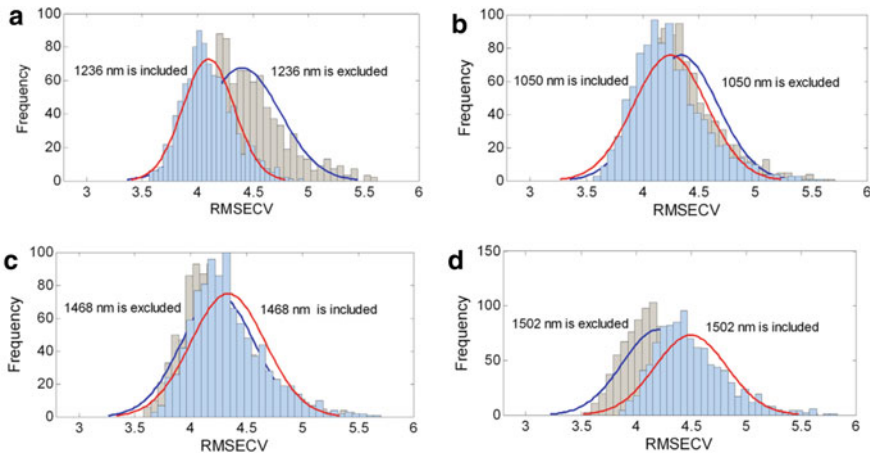 a
100
80
60
40
20
0
Frequency
1236 nm is included
1236 nm is excluded
3
3.5
4
4.5
5
5.5
6
RMSECV
b
100
80
60
40
20
0
Frequency
1050 nm is included
1050 nm is excluded
3
3.5
4
4.5
5
5.5
6
RMSECV
c
100
80
60
40
20
0
Frequency
1468 nm is excluded
1468 nm is included
3
3.5
4
4.5
5
5.5
6
RMSECV
d
150
100
50
0
Frequency
1502 nm is excluded
1502 nm is included
3
3.5
4
4.5
5
5.5
6
RMSECV